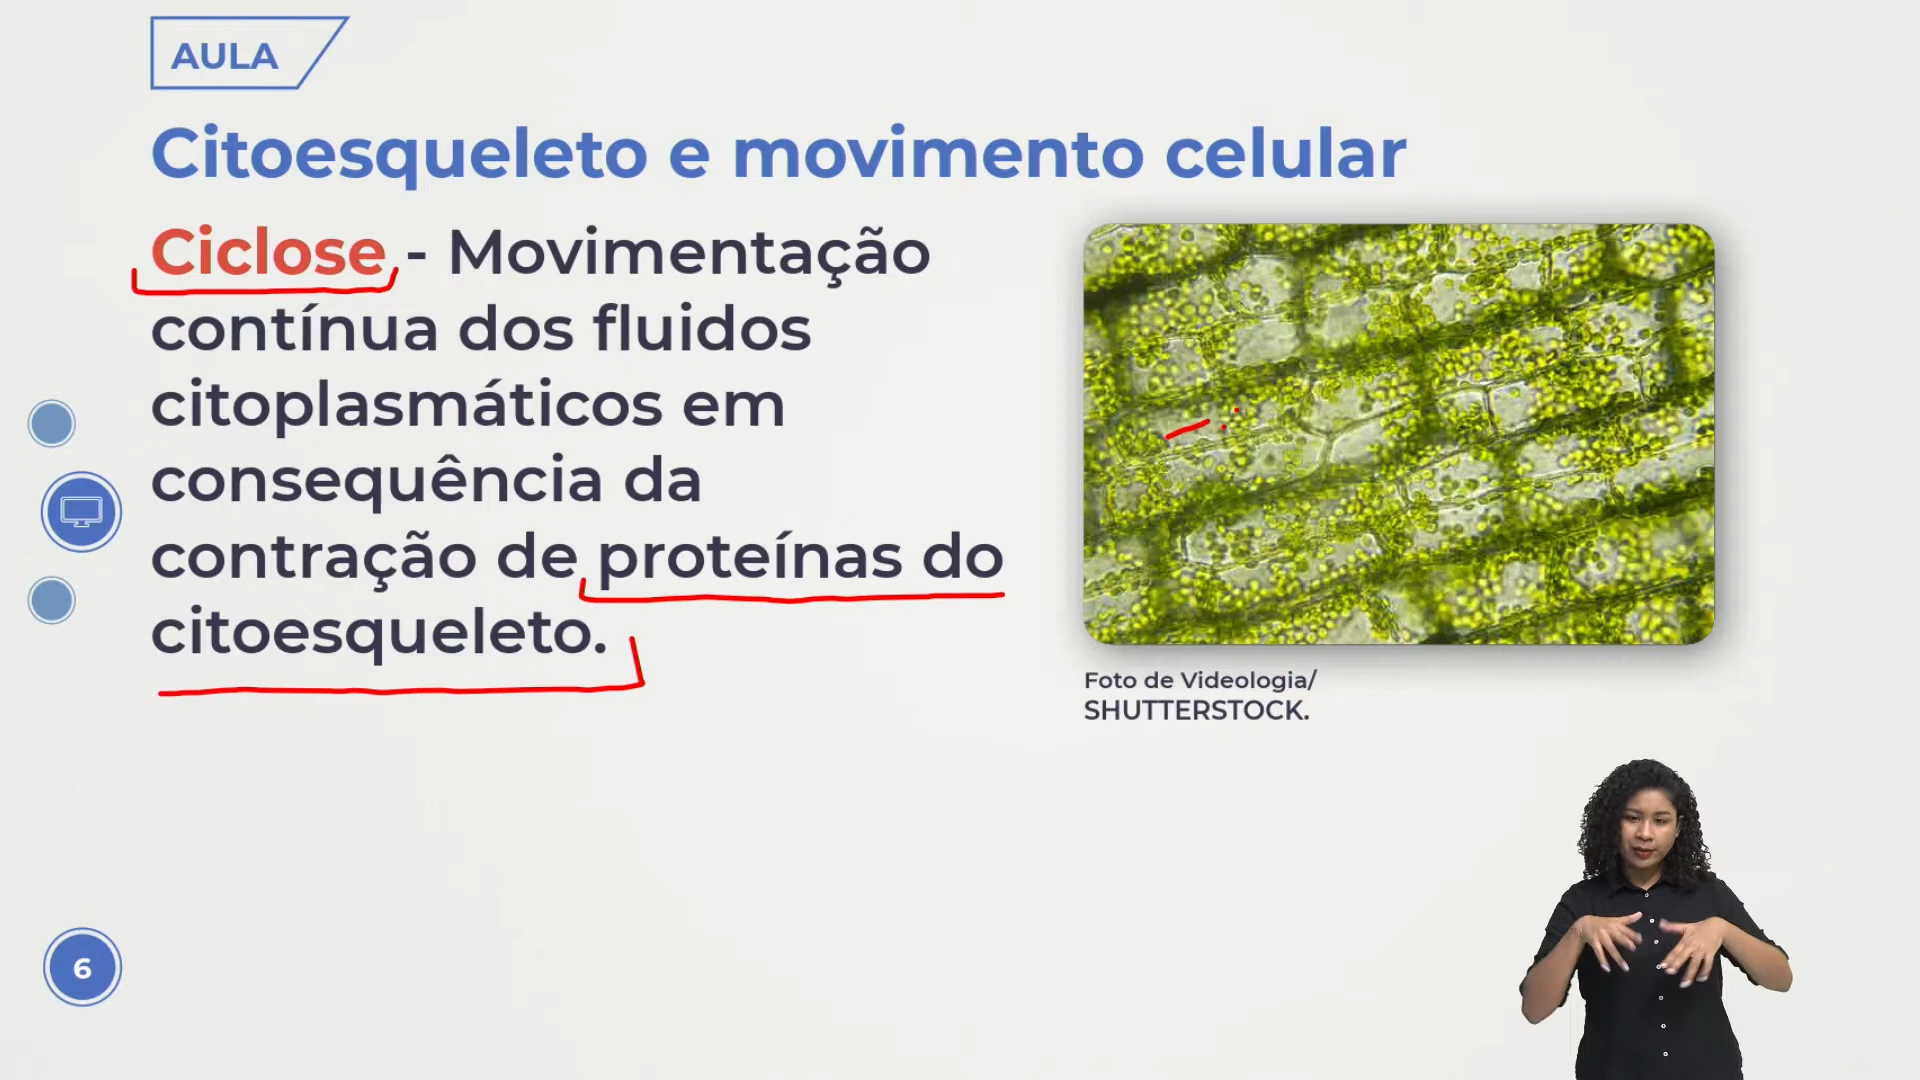 AULA
Citoesqueleto e movimento celular
Ciclose - Movimentação
contínua dos fluidos
citoplasmáticos em
consequência da
contração de proteínas do
citoesqueleto.
Foto de Videologia/
SHUTTERSTOCK.
6